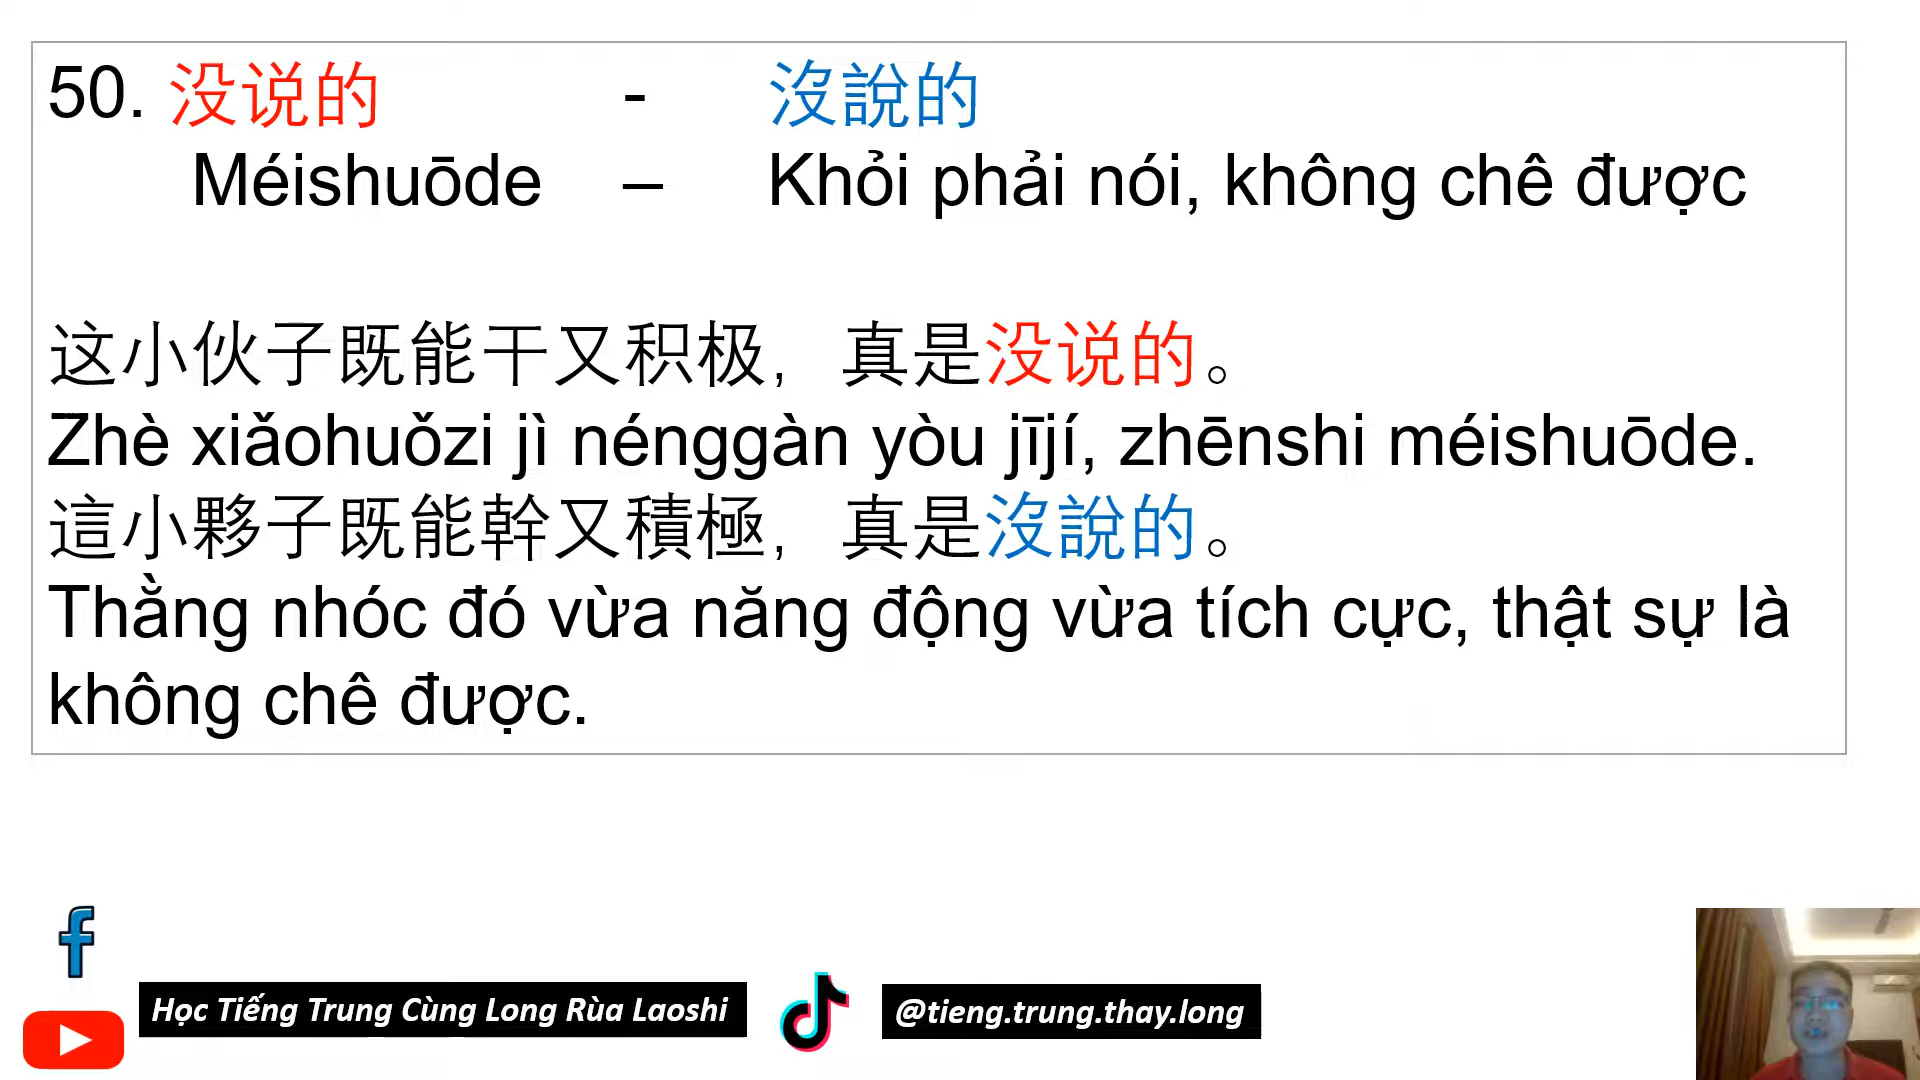 50. 没说的 - 沒說的
Méishuōde – Khỏi phải nói, không chê được
这小伙子既能干又积极，真是没说的。
Zhè xiǎohuǒzi jì nénggàn yòu jījí, zhēnshi méishuōde.
這小夥子既能幹又積極，真是沒說的。
Thằng nhóc đó vừa năng động vừa tích cực, thật sự là
không chê được.
Học Tiếng Trung Cùng Long Rùa Laoshi
@tieng.trung.thay.long